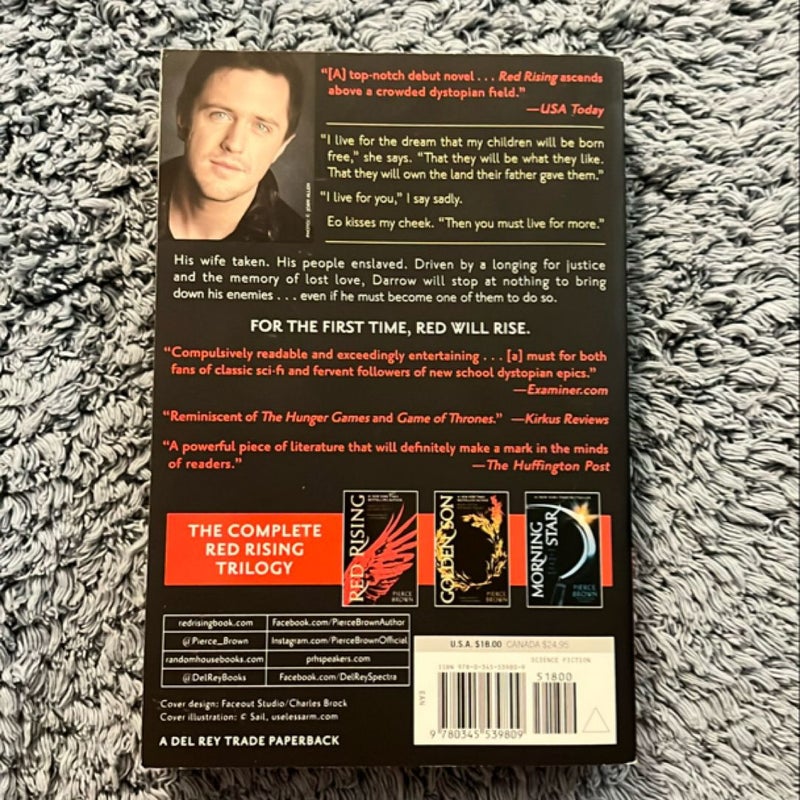 "[A] top-notch debut novel . . . Red Rising ascends
above a crowded dystopian field."
—USA Today
"I live for the dream that my children will be born
free," she says. "That they will be what they like.
That they will own the land their father gave them."
"I live for you," I say sadly.
Eo kisses my cheek. "Then you must live for more."
PHOTO: © JOAN ALLEN
His wife taken. His people enslaved. Driven by a longing for justice
and the memory of lost love, Darrow will stop at nothing to bring
down his enemies . . . even if he must become one of them to do so.
FOR THE FIRST TIME, RED WILL RISE.
"Compulsively readable and exceedingly entertaining . . . [a] must for both
fans of classic sci-fi and fervent followers of new school dystopian epics."
—Examiner.com
"Reminiscent of The Hunger Games and Game of Thrones." —Kirkus Reviews
"A powerful piece of literature that will definitely make a mark in the minds
of readers."
—The Huffington Post
THE COMPLETE
RED RISING
TRILOGY
RED RISING
PIERCE
BROWN
GOLDEN SON
PIERCE
BROWN
MORNING
STAR
PIERCE
BROWN
redrisingbook.com
Facebook.com/PierceBrownAuthor
@Pierce_Brown
Instagram.com/PierceBrownOfficial
randomhousebooks.com
prhspeakers.com
@DelReyBooks
Facebook.com/DelReySpectra
Cover design: Faceout Studio/Charles Brock
Cover illustration: © Sail, uselessarm.com
A DEL REY TRADE PAPERBACK
U.S.A. $18.00 CANADA $24.95
SCIENCE FICTION
ISBN 978-0-345-53980-9
51800
EAN
9 780345 539809